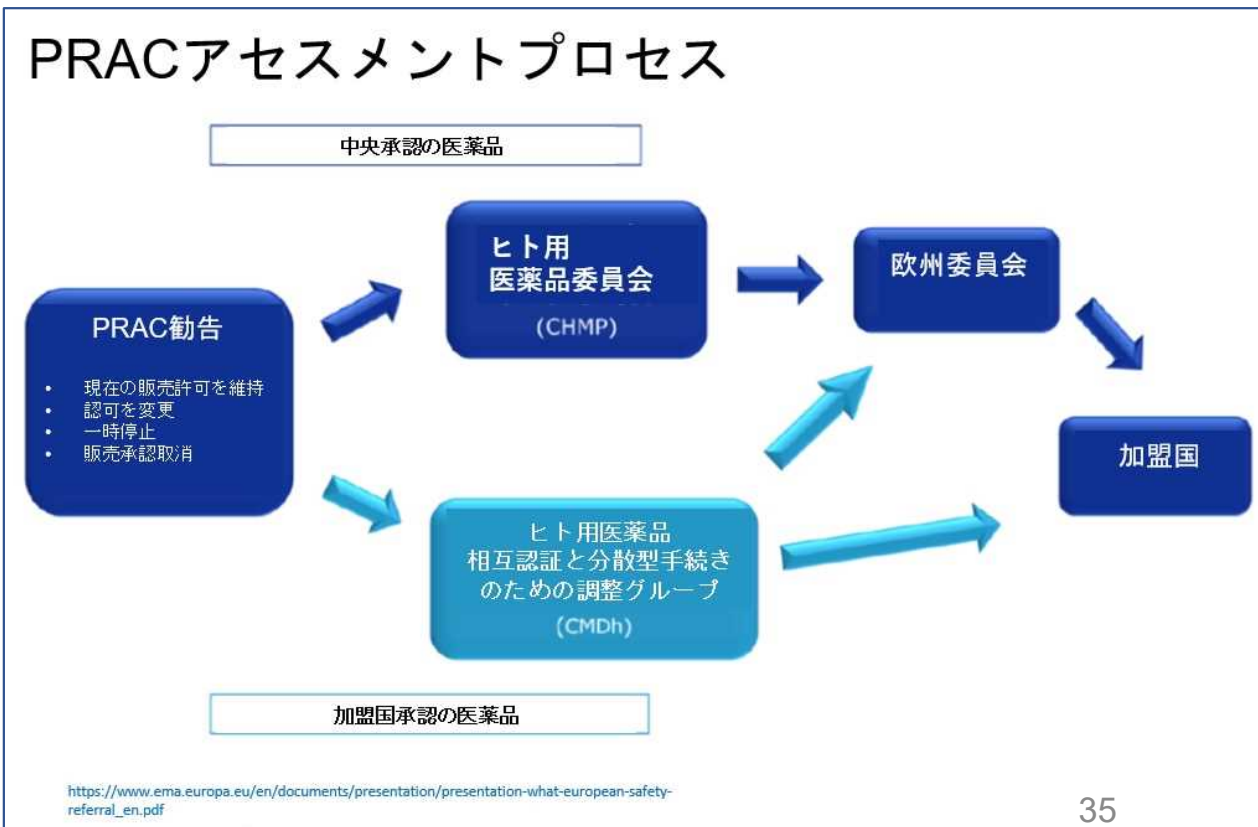 PRACアセスメントプロセス
中央承認の医薬品
ヒト用
医薬品委員会
(CHMP)
欧州委員会
PRAC勧告
• 現在の販売許可を維持
• 認可を変更
• 一時停止
• 販売承認取消
加盟国
ヒト用医薬品
相互認証と分散型手続き
のための調整グループ
(CMDh)
加盟国承認の医薬品
https://www.ema.europa.eu/en/documents/presentation/presentation-what-european-safety-
referral_en.pdf
35